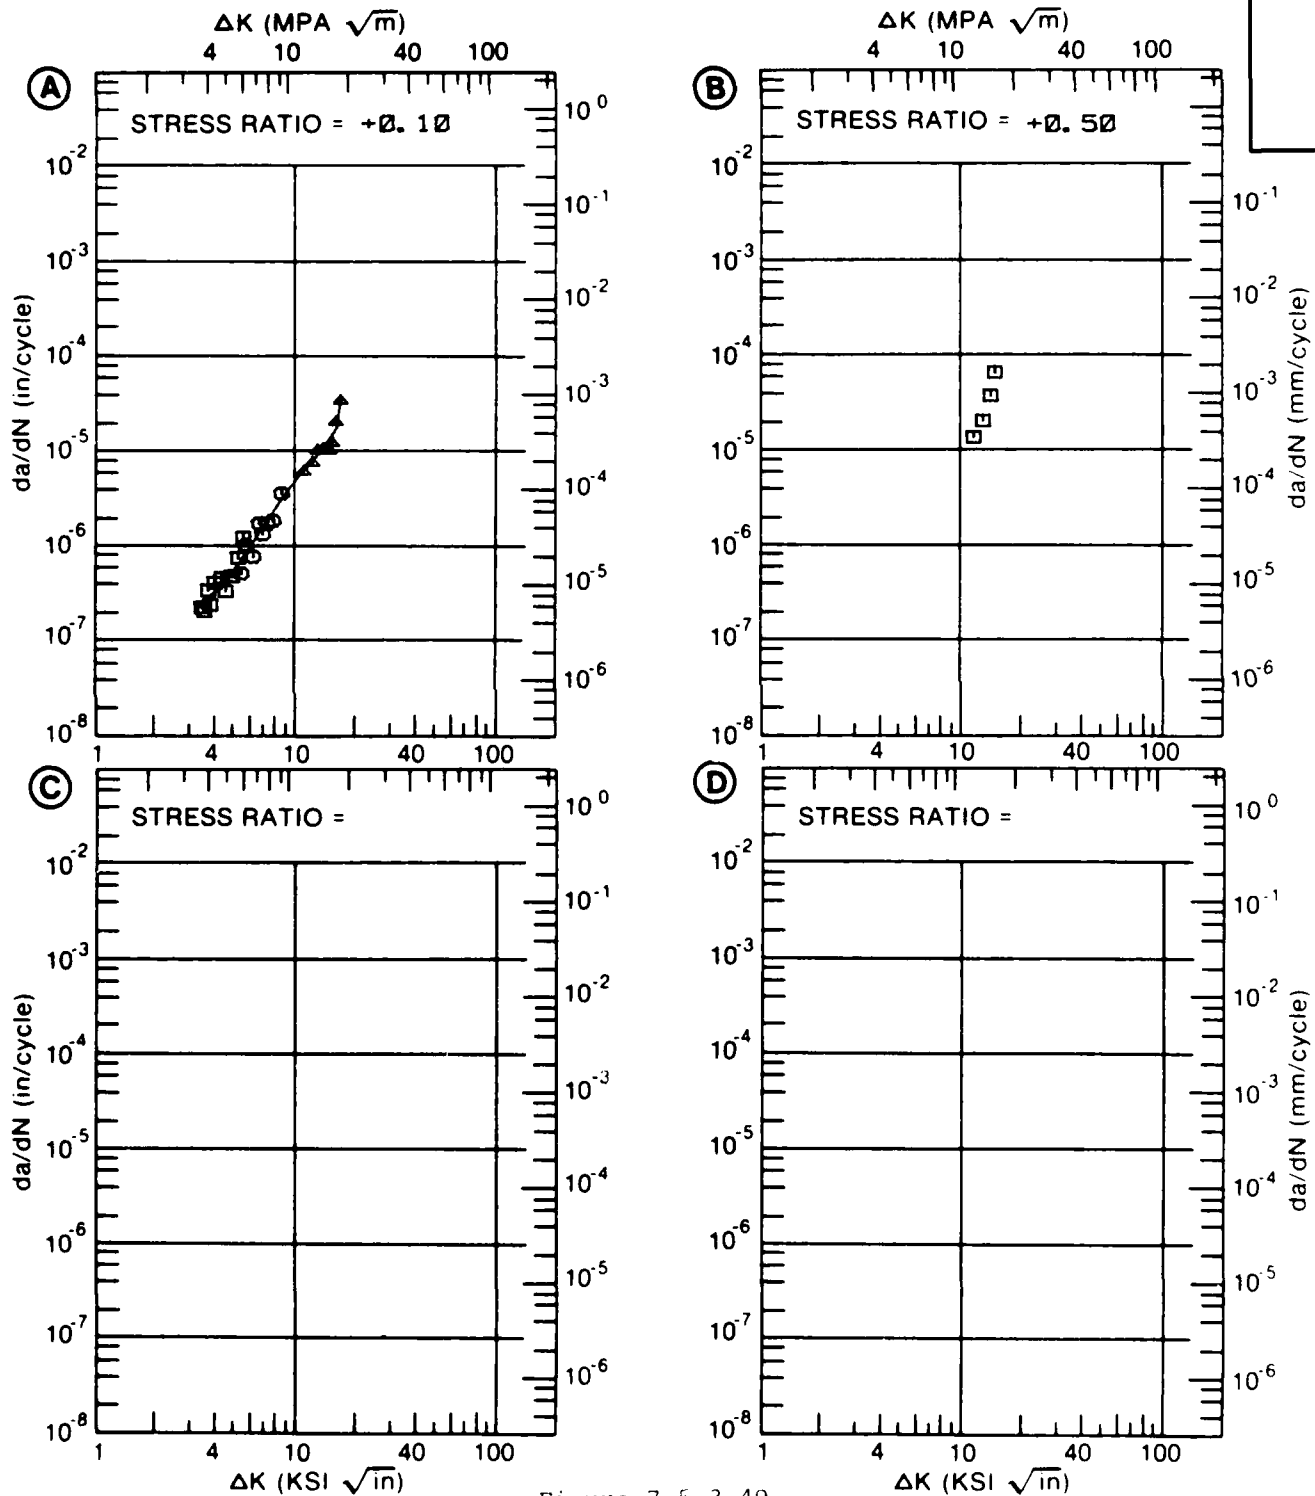 ΔK (MPA √m)
4 10 40 100
A
STRESS RATIO = +0.10
10^0
10^-2
10^-1
10^-3
10^-2
10^-4
10^-3
10^-5
10^-4
10^-6
10^-5
10^-7
10^-6
10^-8
da/dN (in/cycle)
1 4 10 40 100
ΔK (MPA √m)
4 10 40 100
B
STRESS RATIO = +0.50
10^-2
10^-1
10^-3
10^-2
10^-4
10^-3
10^-5
10^-4
10^-6
10^-5
10^-7
10^-6
10^-8
da/dN (mm/cycle)
1 4 10 40 100
C
STRESS RATIO =
10^0
10^-2
10^-1
10^-3
10^-2
10^-4
10^-3
10^-5
10^-4
10^-6
10^-5
10^-7
10^-6
10^-8
da/dN (in/cycle)
1 4 10 40 100
ΔK (KSI √in)
D
STRESS RATIO =
10^0
10^-2
10^-1
10^-3
10^-2
10^-4
10^-3
10^-5
10^-4
10^-6
10^-5
10^-7
10^-6
10^-8
da/dN (mm/cycle)
1 4 10 40 100
ΔK (KSI √in)